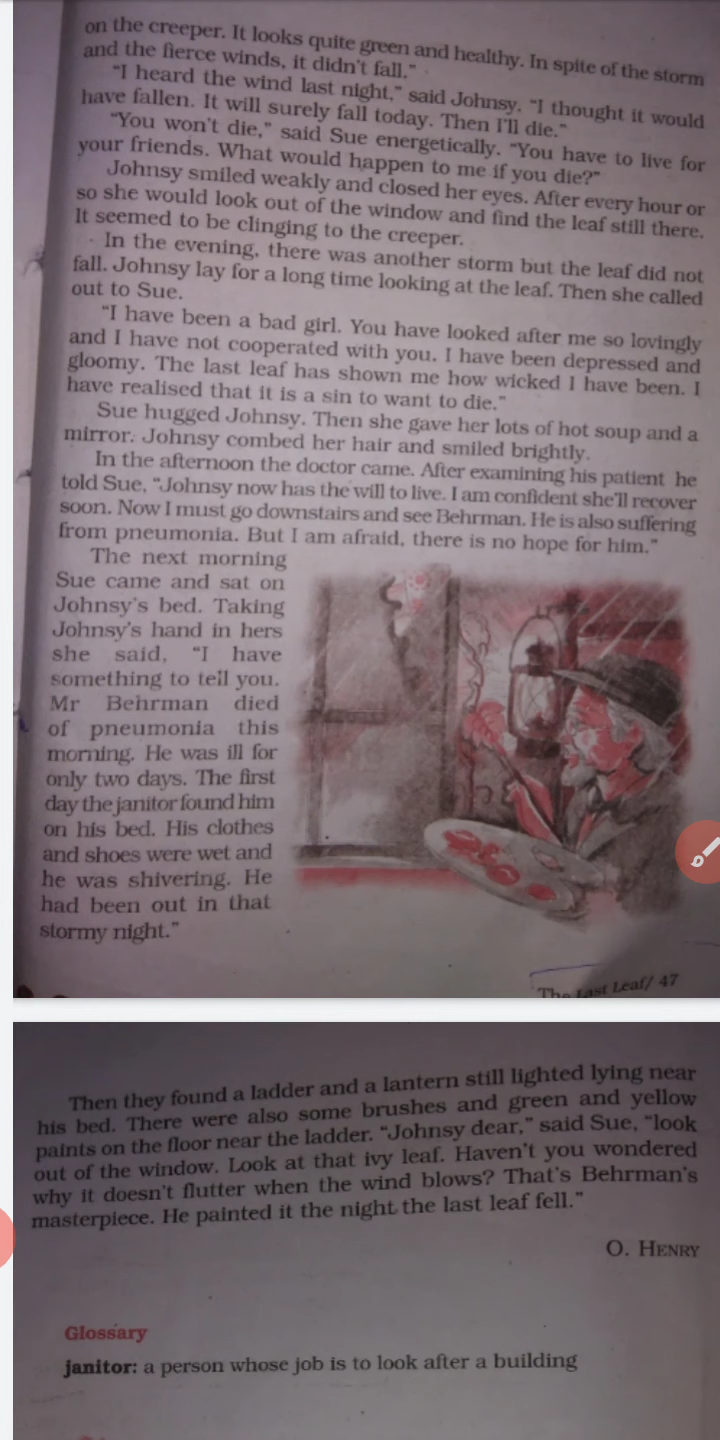 on the creeper. It looks quite green and healthy. In spite of the storm
and the fierce winds, it didn't fall."
"I heard the wind last night," said Johnsy. "I thought it would
have fallen. It will surely fall today. Then I'll die."
"You won't die," said Sue energetically. "You have to live for
your friends. What would happen to me if you die?"
Johnsy smiled weakly and closed her eyes. After every hour or
so she would look out of the window and find the leaf still there.
It seemed to be clinging to the creeper.
In the evening, there was another storm but the leaf did not
fall. Johnsy lay for a long time looking at the leaf. Then she called
out to Sue.
"I have been a bad girl. You have looked after me so lovingly
and I have not cooperated with you. I have been depressed and
gloomy. The last leaf has shown me how wicked I have been. I
have realised that it is a sin to want to die."
Sue hugged Johnsy. Then she gave her lots of hot soup and a
mirror. Johnsy combed her hair and smiled brightly.
In the afternoon the doctor came. After examining his patient he
told Sue, "Johnsy now has the will to live. I am confident she'll recover
soon. Now I must go downstairs and see Behrman. He is also suffering
from pneumonia. But I am afraid, there is no hope for him."
The next morning
Sue came and sat on
Johnsy's bed. Taking
Johnsy's hand in hers
she said, "I have
something to tell you.
Mr Behrman died
of pneumonia this
morning. He was ill for
only two days. The first
day the janitor found him
on his bed. His clothes
and shoes were wet and
he was shivering. He
had been out in that
stormy night."
The Last Leaf/ 47
Then they found a ladder and a lantern still lighted lying near
his bed. There were also some brushes and green and yellow
paints on the floor near the ladder. "Johnsy dear," said Sue, "look
out of the window. Look at that ivy leaf. Haven't you wondered
why it doesn't flutter when the wind blows? That's Behrman's
masterpiece. He painted it the night the last leaf fell."
O. HENRY
Glossary
janitor: a person whose job is to look after a building